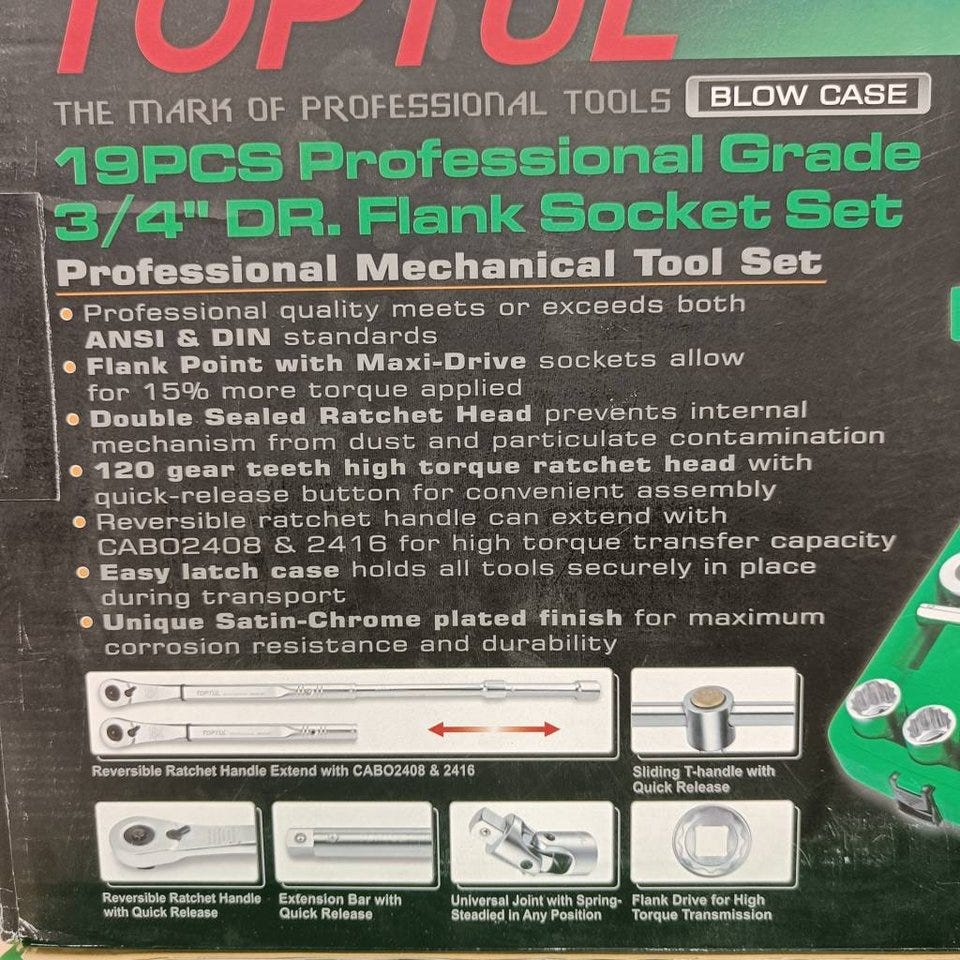 TOPTUL
THE MARK OF PROFESSIONAL TOOLS BLOW CASE
19PCS Professional Grade
3/4" DR. Flank Socket Set
Professional Mechanical Tool Set
• Professional quality meets or exceeds both
ANSI & DIN standards
• Flank Point with Maxi-Drive sockets allow
for 15% more torque applied
• Double Sealed Ratchet Head prevents internal
mechanism from dust and particulate contamination
• 120 gear teeth high torque ratchet head with
quick-release button for convenient assembly
• Reversible ratchet handle can extend with
CABO2408 & 2416 for high torque transfer capacity
• Easy latch case holds all tools securely in place
during transport
• Unique Satin-Chrome plated finish for maximum
corrosion resistance and durability
TOPTUL
TOPTUL
Reversible Ratchet Handle Extend with CABO2408 & 2416
Sliding T-handle with
Quick Release
Reversible Ratchet Handle
with Quick Release
Extension Bar with
Quick Release
Universal Joint with Spring-
Steadied In Any Position
Flank Drive for High
Torque Transmission